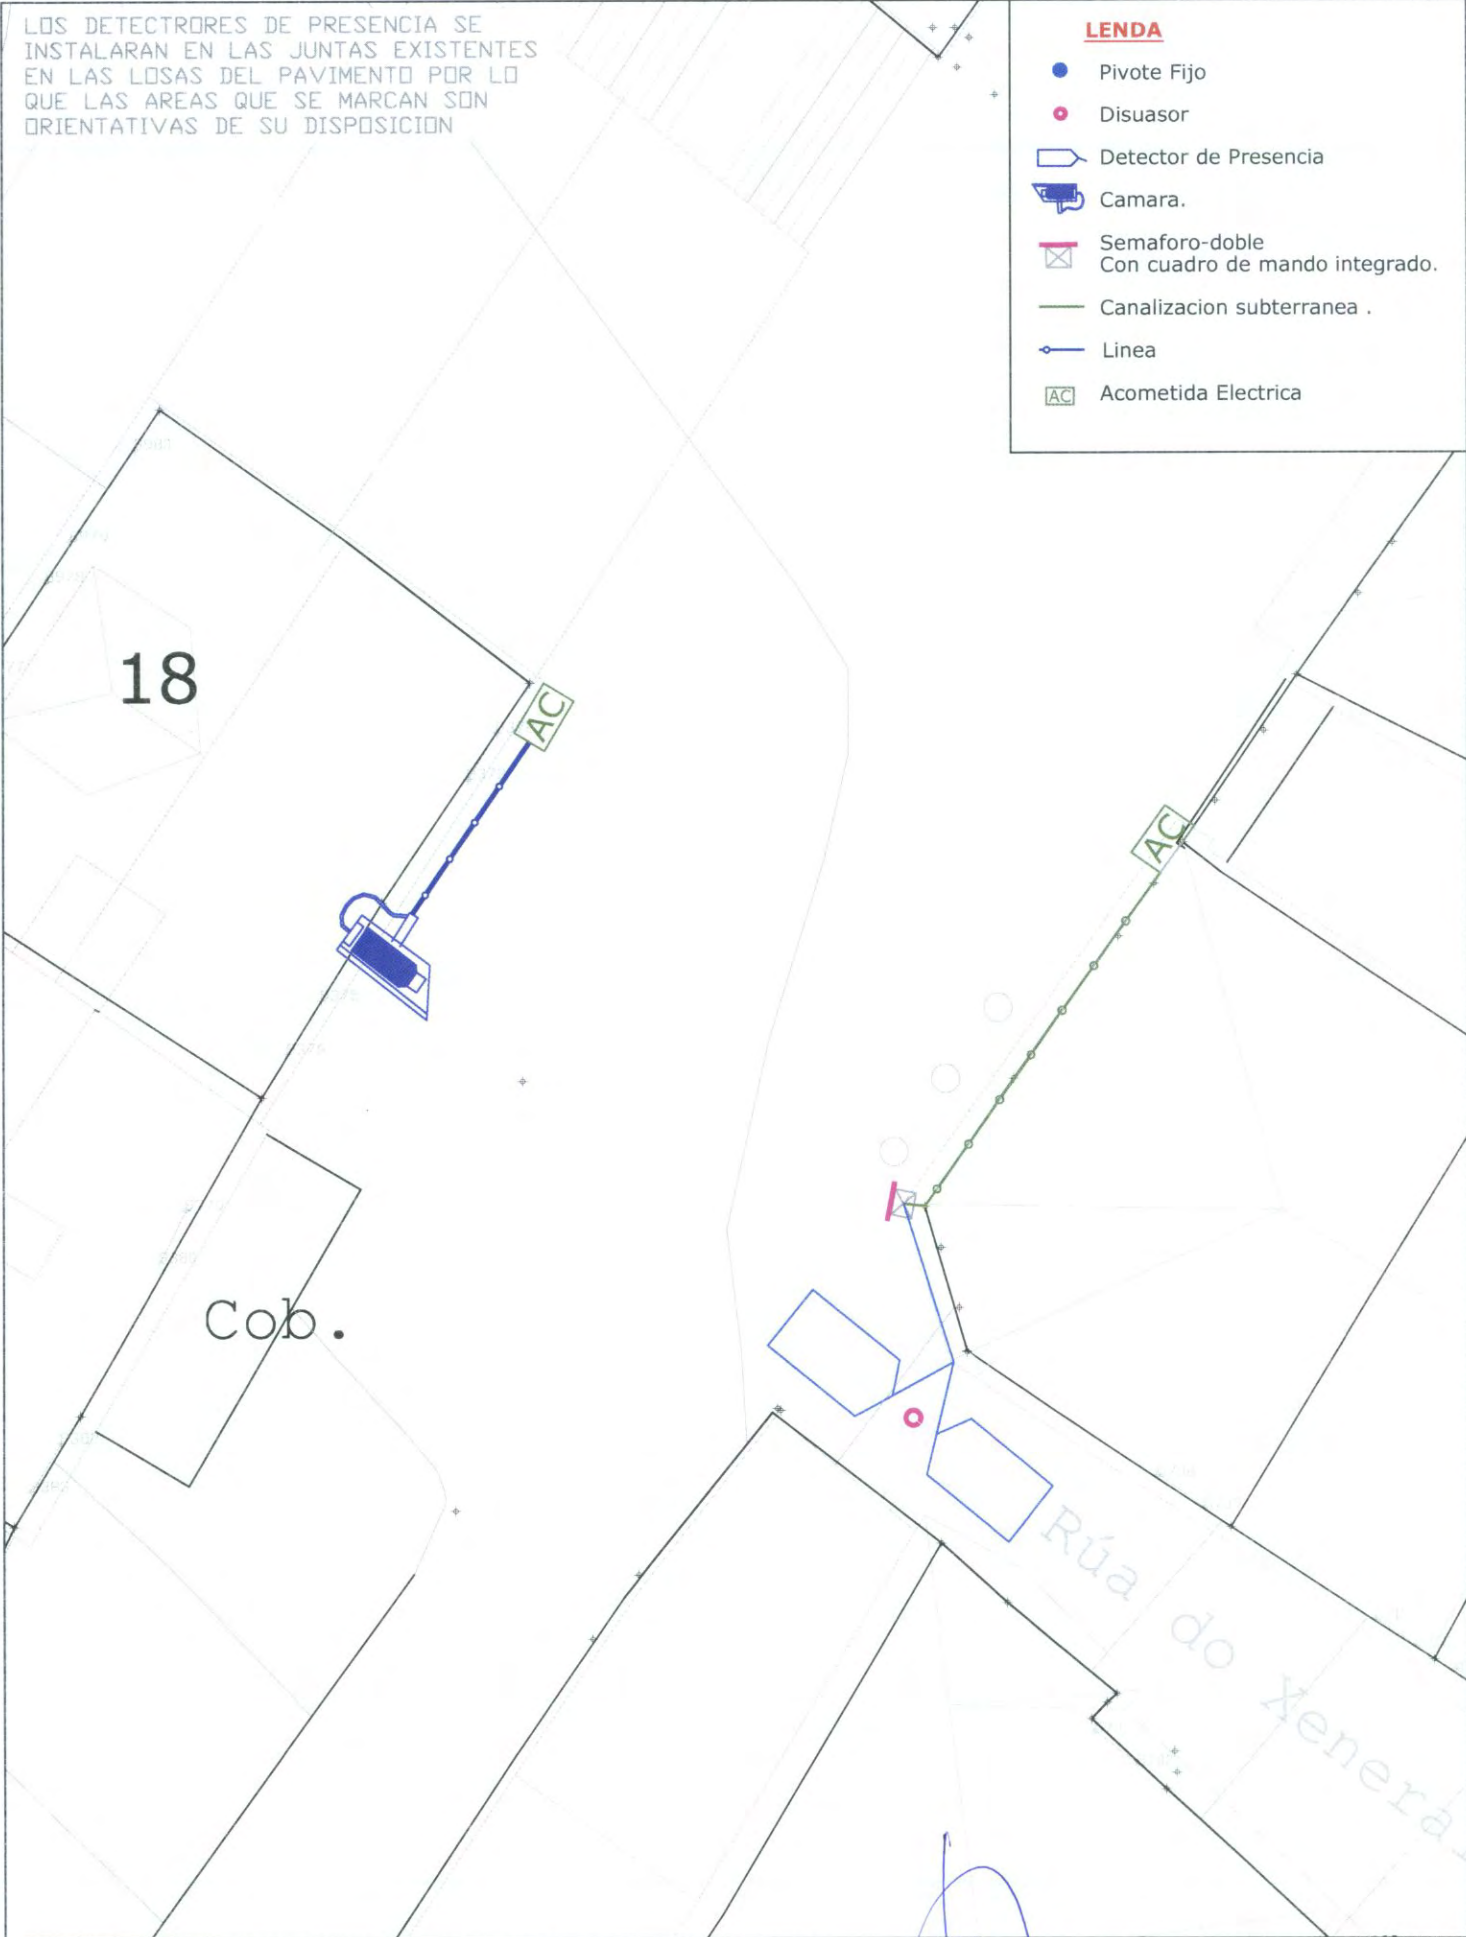 LOS DETECTRORES DE PRESENCIA SE
INSTALARAN EN LAS JUNTAS EXISTENTES
EN LAS LOSAS DEL PAVIMENTO POR LO
QUE LAS AREAS QUE SE MARCAN SON
ORIENTATIVAS DE SU DISPOSICION
LENDA
Pivote Fijo
Disuasor
Detector de Presencia
Camara.
Semaforo-doble
Con cuadro de mando integrado.
Canalizacion subterranea .
Linea
AC Acometida Electrica
18
AC
AC
Cob.
Rúa do Xeneral